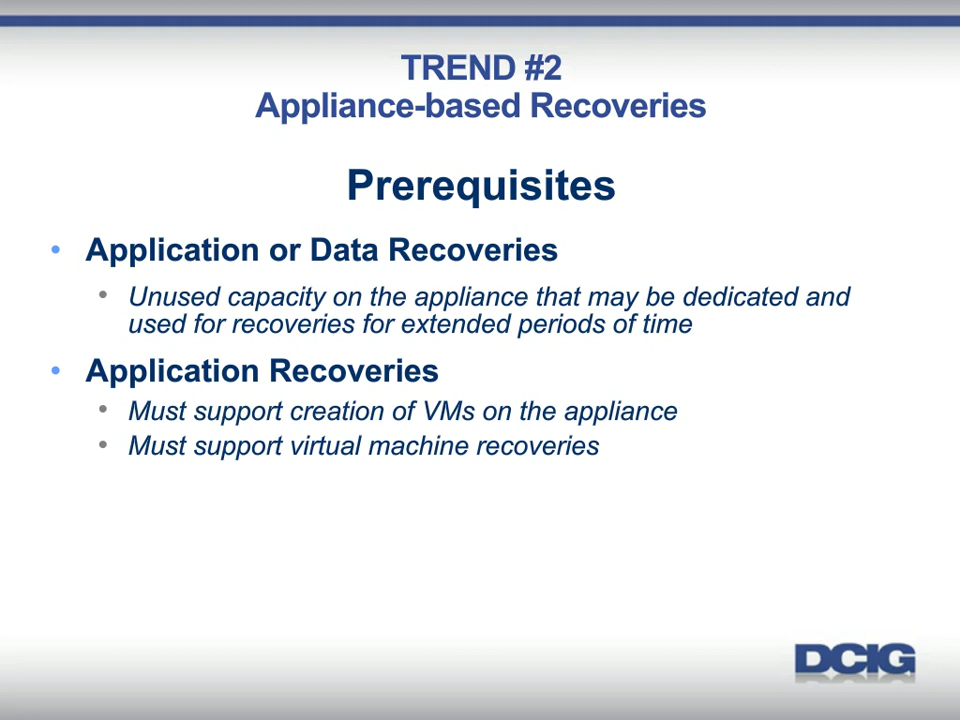 TREND #2
Appliance-based Recoveries
Prerequisites
• Application or Data Recoveries
• Unused capacity on the appliance that may be dedicated and
used for recoveries for extended periods of time
• Application Recoveries
• Must support creation of VMs on the appliance
• Must support virtual machine recoveries
DCIG